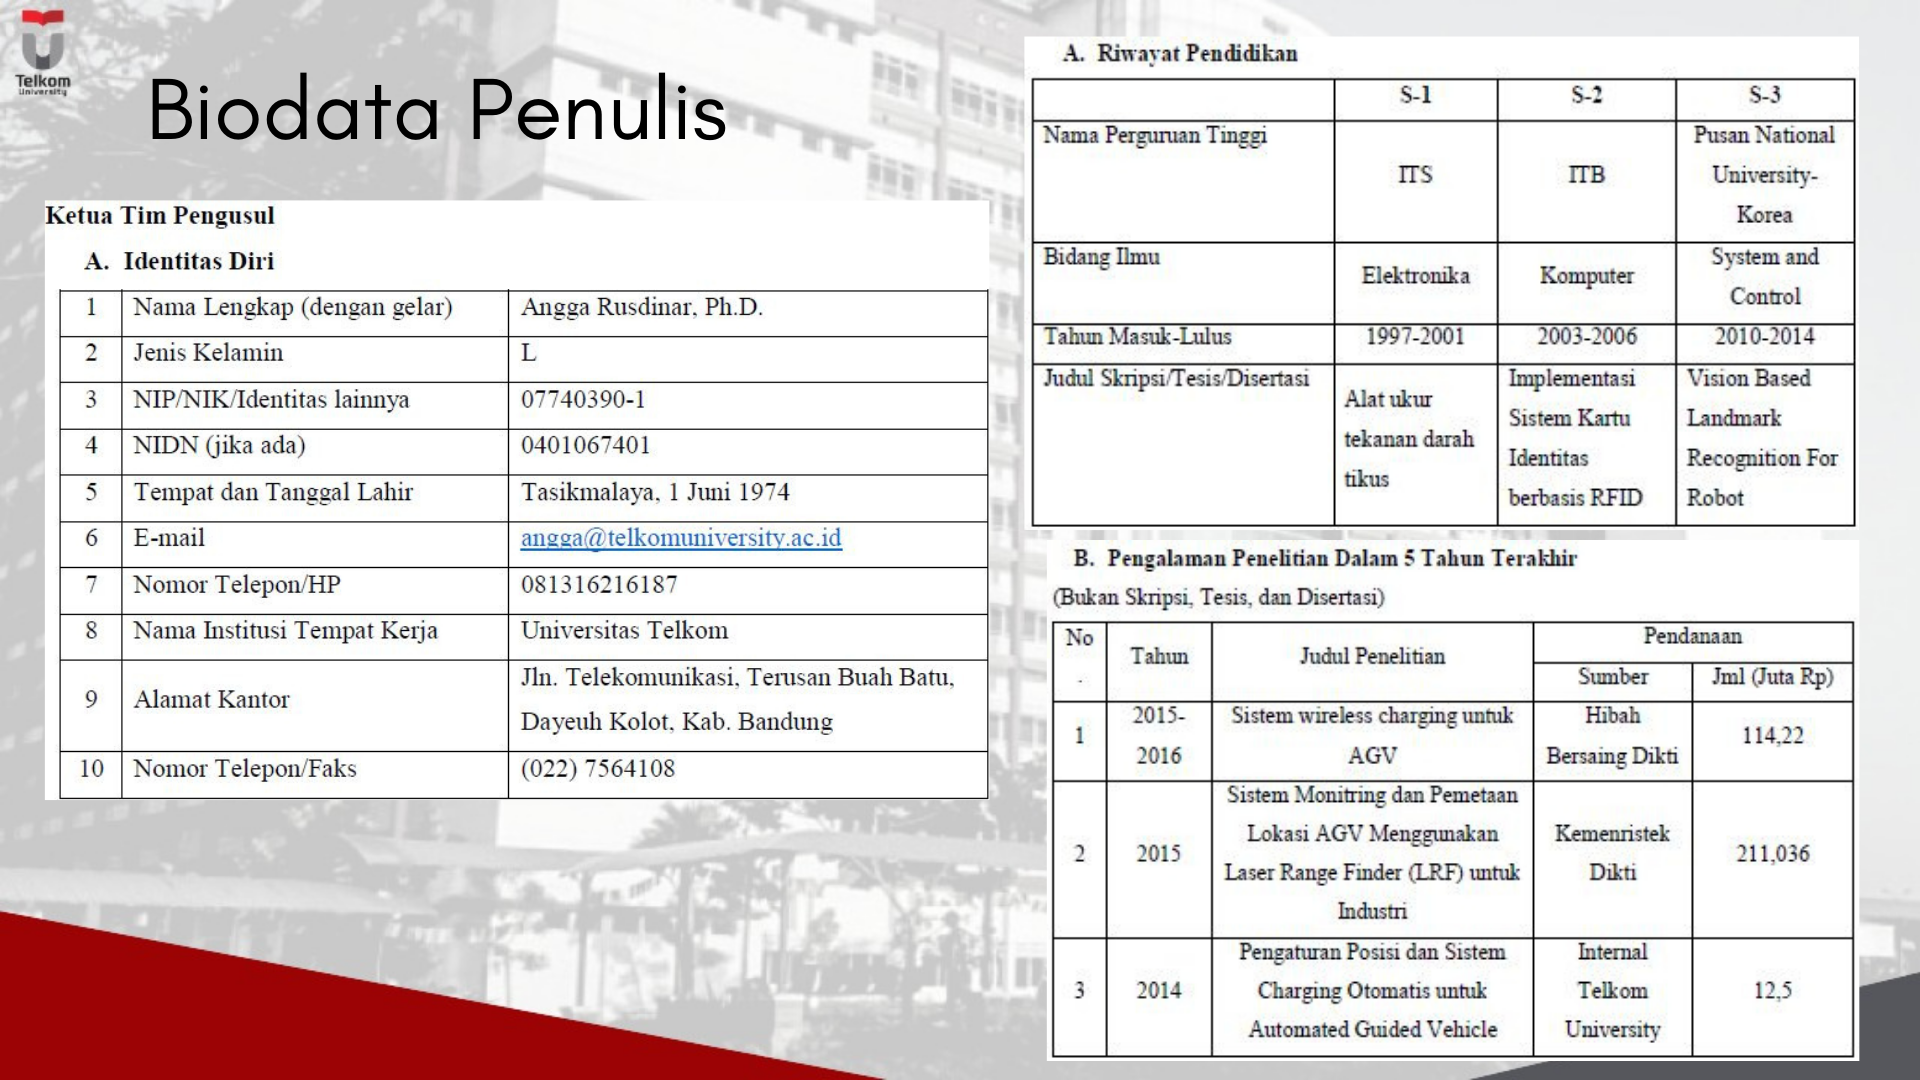 Telkom
University
Biodata Penulis
Ketua Tim Pengusul
A. Identitas Diri
1 Nama Lengkap (dengan gelar) Angga Rusdinar, Ph.D.
2 Jenis Kelamin L
3 NIP/NIK/Identitas lainnya 07740390-1
4 NIDN (jika ada) 0401067401
5 Tempat dan Tanggal Lahir Tasikmalaya, 1 Juni 1974
6 E-mail angga@telkomuniversity.ac.id
7 Nomor Telepon/HP 081316216187
8 Nama Institusi Tempat Kerja Universitas Telkom
9 Alamat Kantor Jln. Telekomunikasi, Terusan Buah Batu,
Dayeuh Kolot, Kab. Bandung
10 Nomor Telepon/Faks (022) 7564108
A. Riwayat Pendidikan
S-1 S-2 S-3
Nama Perguruan Tinggi ITS ITB Pusan National
University-
Korea
Bidang Ilmu Elektronika Komputer System and
Control
Tahun Masuk-Lulus 1997-2001 2003-2006 2010-2014
Judul Skripsi/Tesis/Disertasi
Alat ukur
tekanan darah
tikus
Implementasi
Sistem Kartu
Identitas
berbasis RFID
Vision Based
Landmark
Recognition For
Robot
B. Pengalaman Penelitian Dalam 5 Tahun Terakhir
(Bukan Skripsi, Tesis, dan Disertasi)
No
.
Tahun Judul Penelitian Pendanaan
Sumber Jml (Juta Rp)
1 2015-
2016
Sistem wireless charging untuk
AGV
Hibah
Bersaing Dikti
114,22
2 2015
Sistem Monitring dan Pemetaan
Lokasi AGV Menggunakan
Laser Range Finder (LRF) untuk
Industri
Kemenristek
Dikti
211,036
3 2014
Pengaturan Posisi dan Sistem
Charging Otomatis untuk
Automated Guided Vehicle
Internal
Telkom
University
12,5